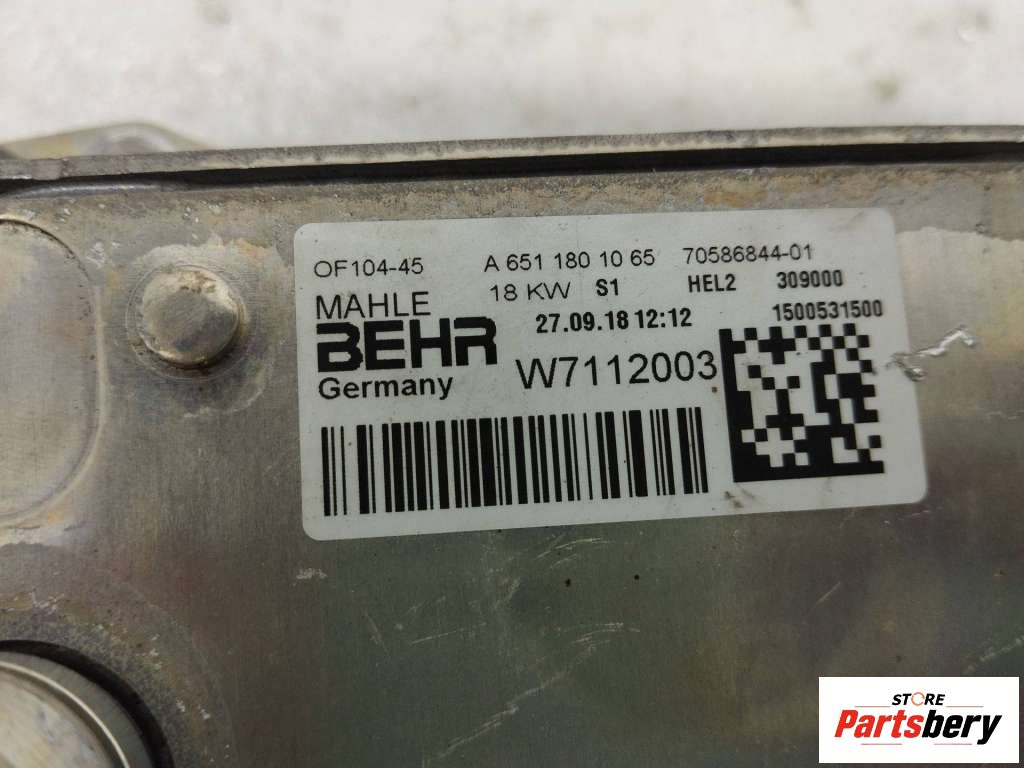 OF104-45 A 651 180 10 65 70586844-01
MAHLE 18 KW S1 HEL2 309000
BEHR 27.09.18 12:12 1500531500
Germany W7112003
STORE
Partsbery